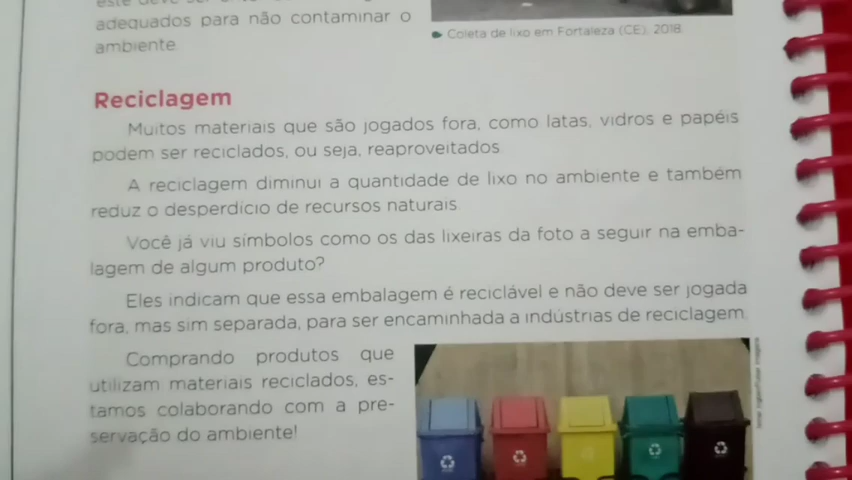 adequados para não contaminar o
ambiente.
Coleta de lixo em Fortaleza (CE), 2018.
Reciclagem
Muitos materiais que são jogados fora, como latas, vidros e papéis
podem ser reciclados, ou seja, reaproveitados.
A reciclagem diminui a quantidade de lixo no ambiente e também
reduz o desperdício de recursos naturais.
Você já viu símbolos como os das lixeiras da foto a seguir na emba-
lagem de algum produto?
Eles indicam que essa embalagem é reciclável e não deve ser jogada
fora, mas sim separada, para ser encaminhada a indústrias de reciclagem.
Comprando produtos que
utilizam materiais reciclados, es-
tamos colaborando com a pre-
servação do ambiente!